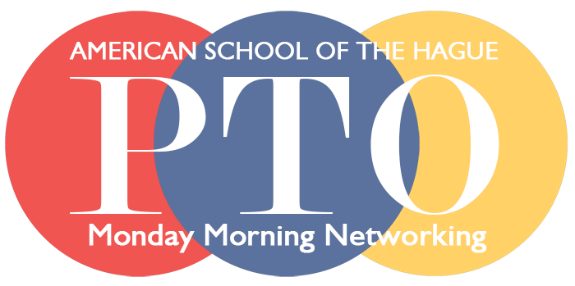 AMERICAN SCHOOL OF THE HAGUE
PTO
Monday Morning Networking